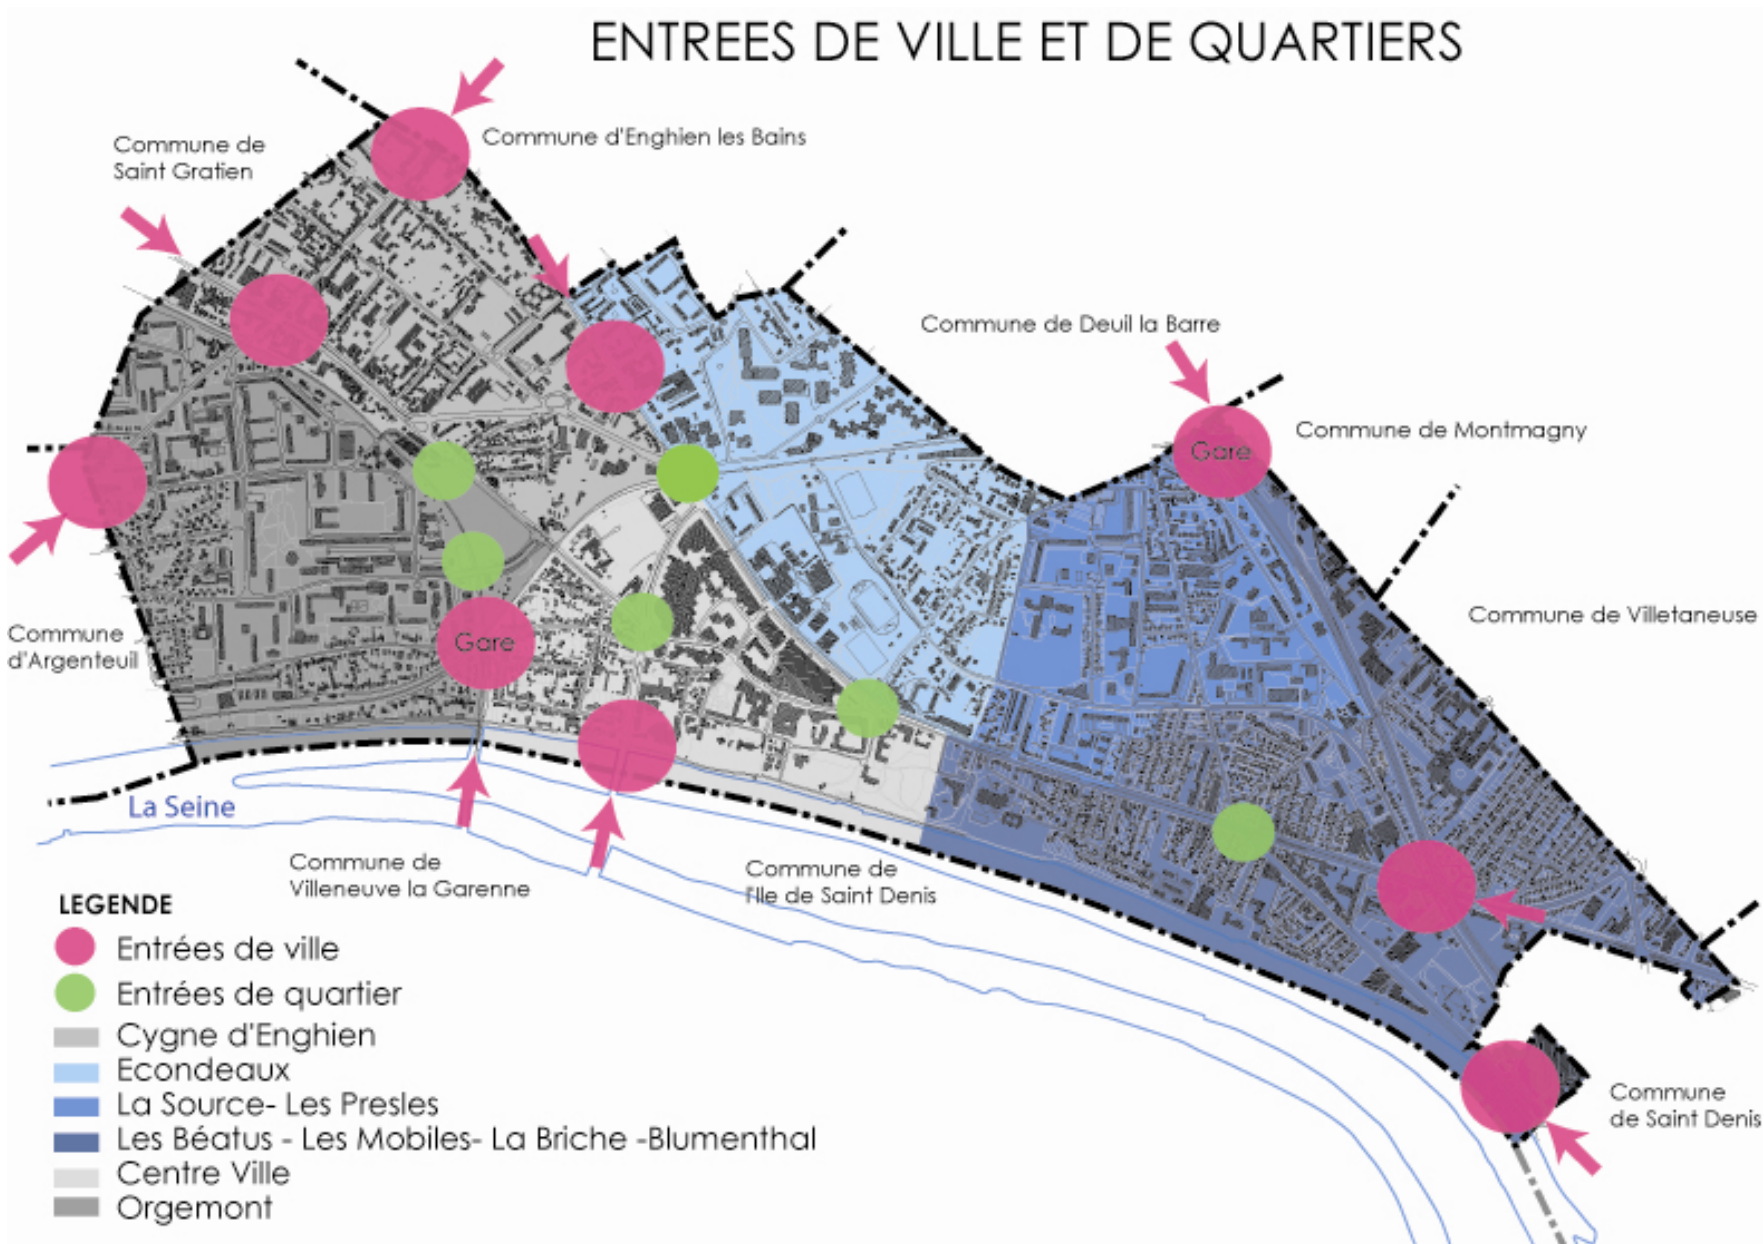 ENTREES DE VILLE ET DE QUARTIERS
Commune d'Enghien les Bains
Commune de
Saint Gratien
Commune de Deuil la Barre
Gare
Commune de Montmagny
Commune de Villetaneuse
Commune
d'Argenteuil
Gare
La Seine
Commune de
Villeneuve la Garenne
Commune de
l'Ile de Saint Denis
Commune
de Saint Denis
LEGENDE
Entrées de ville
Entrées de quartier
Cygne d'Enghien
Econdeaux
La Source- Les Presles
Les Béatus - Les Mobiles- La Briche -Blumenthal
Centre Ville
Orgemont